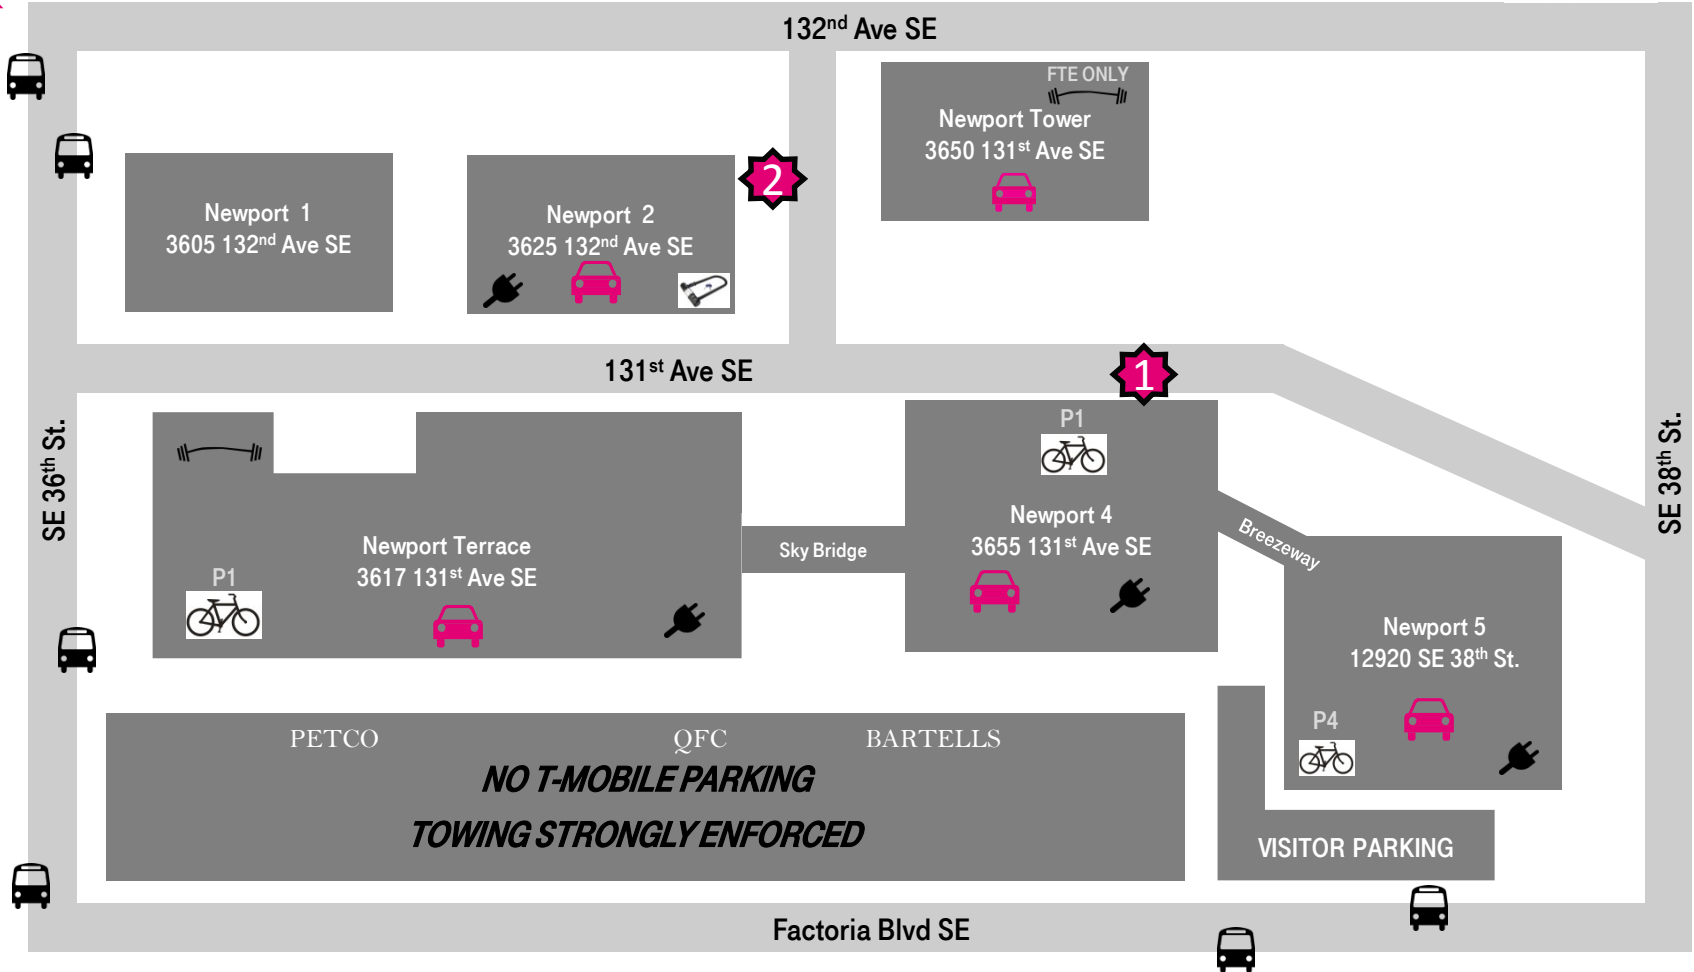 132nd Ave SE
FTE ONLY
Newport Tower
3650 131st Ave SE
2
Newport 1
3605 132nd Ave SE
Newport 2
3625 132nd Ave SE
131st Ave SE
1
SE 36th St.
SE 38th St.
P1
Newport 4
3655 131st Ave SE
Breezeway
Sky Bridge
Newport Terrace
3617 131st Ave SE
P1
Newport 5
12920 SE 38th St.
P4
PETCO
QFC
BARTELLS
NO T-MOBILE PARKING
TOWING STRONGLY ENFORCED
VISITOR PARKING
Factoria Blvd SE